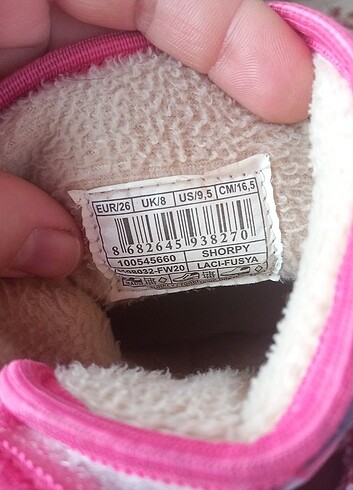 EUR/26 UK/8 US/9,5 CM/16,5
8 682645 938270
100545660 SHORPY
LACI-FUSYA